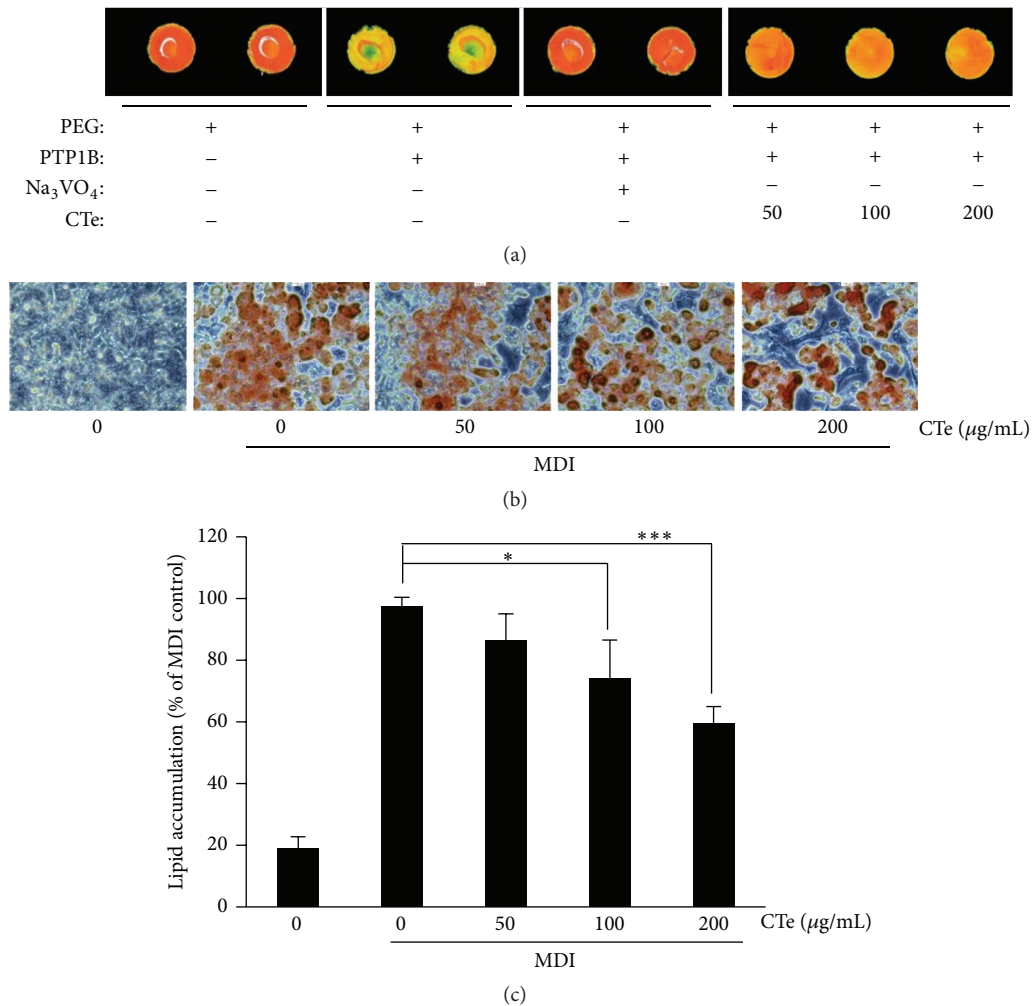 PEG: + + + + + +
PTP1B: − + + + + +
Na₃VO₄: − − + − − −
CTe: − − − 50 100 200
(a)
0 0 50 100 200 CTe (μg/mL)
MDI
(b)
Lipid accumulation (% of MDI control)
120
100
80
60
40
20
0
*
***
0 0 50 100 200 CTe (μg/mL)
MDI
(c)